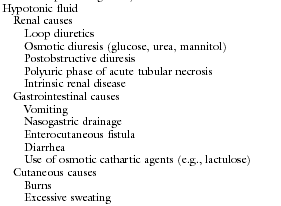 Hypotonic fluid
Renal causes
Loop diuretics
Osmotic diuresis (glucose, urea, mannitol)
Postobstructive diuresis
Polyuric phase of acute tubular necrosis
Intrinsic renal disease
Gastrointestinal causes
Vomiting
Nasogastric drainage
Enterocutaneous fistula
Diarrhea
Use of osmotic cathartic agents (e.g., lactulose)
Cutaneous causes
Burns
Excessive sweating